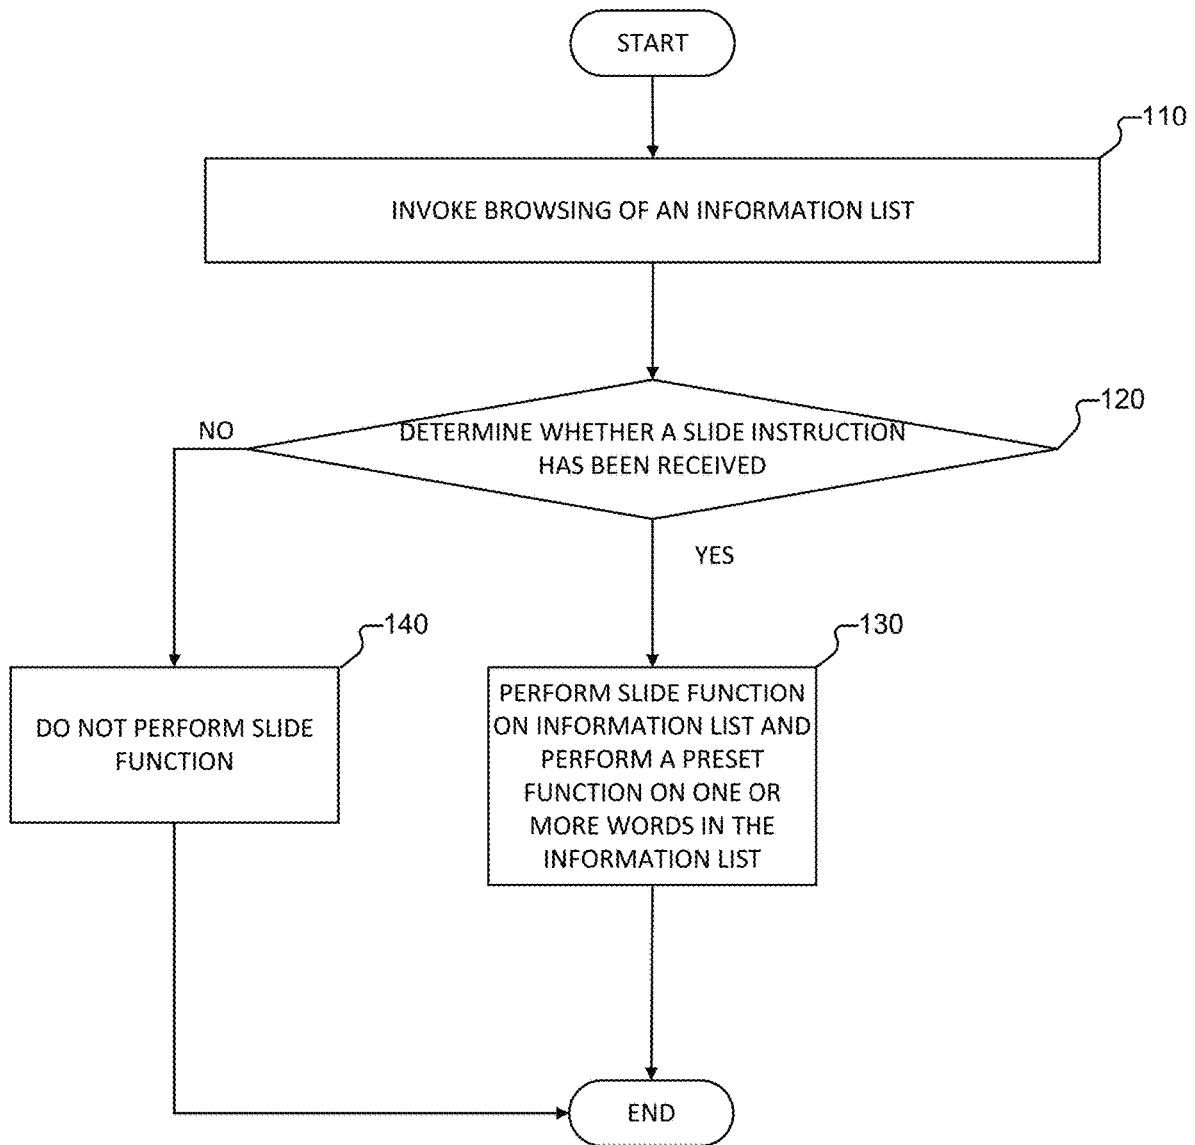 START
110
INVOKE BROWSING OF AN INFORMATION LIST
120
NO
DETERMINE WHETHER A SLIDE INSTRUCTION
HAS BEEN RECEIVED
YES
140
130
DO NOT PERFORM SLIDE
FUNCTION
PERFORM SLIDE FUNCTION
ON INFORMATION LIST AND
PERFORM A PRESET
FUNCTION ON ONE OR
MORE WORDS IN THE
INFORMATION LIST
END